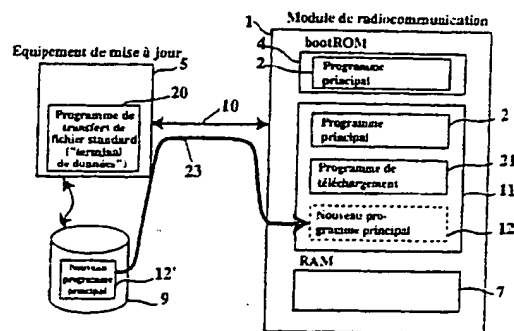 Module de radiocommunication
1
bootROM
4
2
Programme
principal
Equipement de mise à jour
5
20
Programme de
transfert de
fichier standard
("terminal
de données")
10
23
Programme
principal
2
Programme de
téléchargement
21
11
Nouveau pro-
gramme principal
12
RAM
7
Nouveau
programme
principal
12'
9